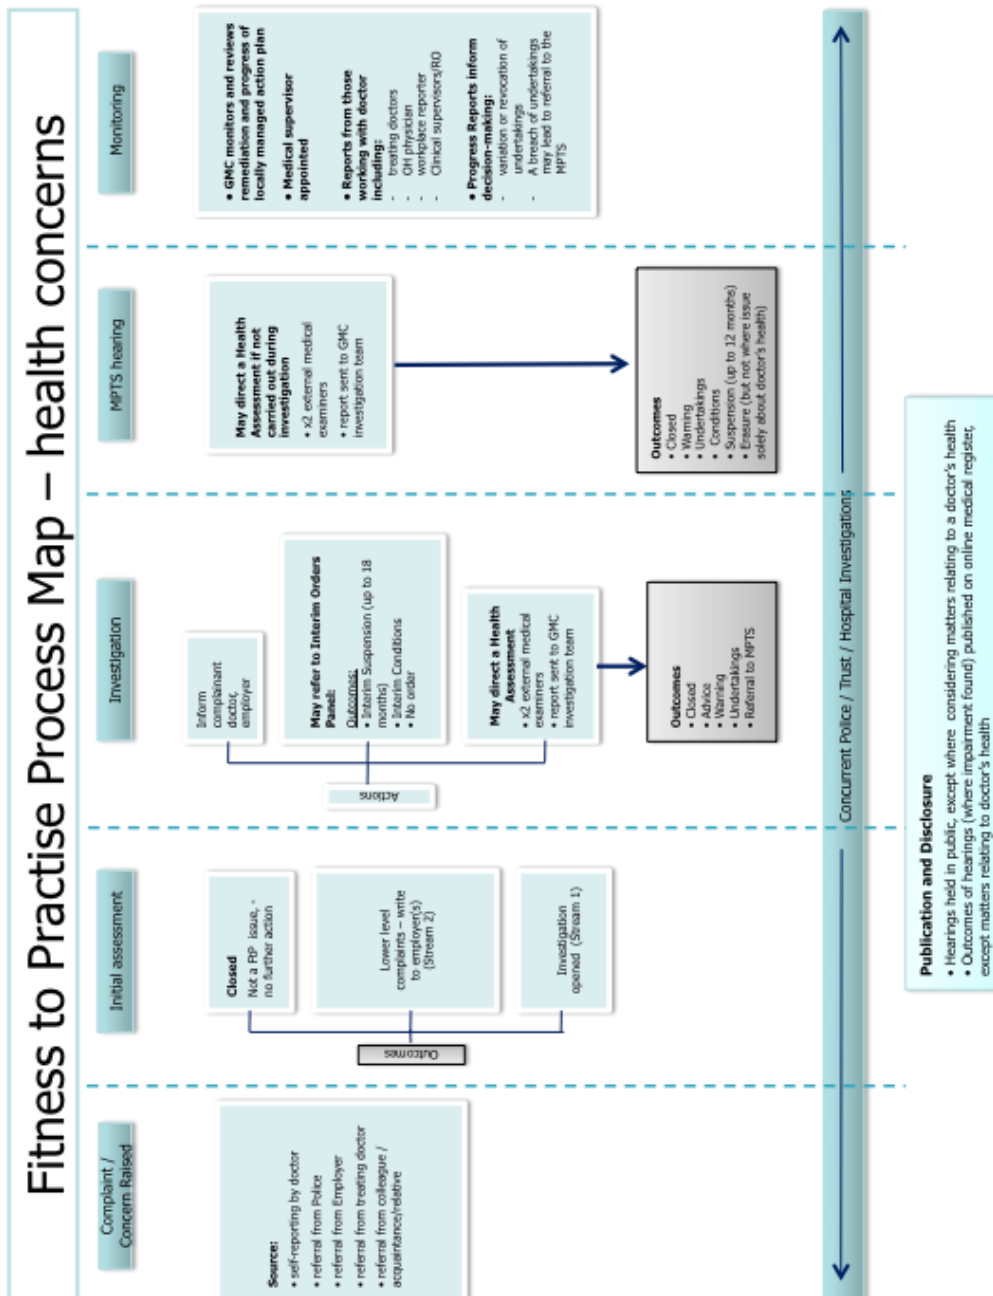 Fitness to Practise Process Map – health concerns
Complaint /
Concern Raised
Source:
• self-reporting by doctor
• referral from Police
• referral from Employer
• referral from treating doctor
• referral from colleague /
acquaintance/relative
Initial assessment
Outcomes
Closed
Not a FtP issue, -
no further action
Lower level
complaints – write
to employer(s)
(Stream 2)
Investigation
opened (Stream 1)
Investigation
Actions
Inform
complainant
doctor,
employer
May refer to Interim Orders
Panel:
Outcomes:
• Interim Suspension (up to 18
months)
• Interim Conditions
• No order
May direct a Health
Assessment
• x2 external medical
examiners
• report sent to GMC
investigation team
Outcomes
• Closed
• Advice
• Warning
• Undertakings
• Referral to MPTS
MPTS hearing
May direct a Health
Assessment if not
carried out during
investigation
• x2 external medical
examiners
• report sent to GMC
investigation team
Outcomes
• Closed
• Warning
• Undertakings
• Conditions
• Suspension (up to 12 months)
• Erasure (but not where issue
solely about doctor's health)
Monitoring
• GMC monitors and reviews
remediation and progress of
locally managed action plan
• Medical supervisor
appointed
• Reports from those
working with doctor
including:
- treating doctors
- OH physician
- workplace reporter
- Clinical supervisors/RO
• Progress Reports inform
decision-making:
- variation or revocation of
undertakings
- A breach of undertakings
may lead to referral to the
MPTS
Concurrent Police / Trust / Hospital Investigations
Publication and Disclosure
• Hearings held in public, except where considering matters relating to a doctor's health
• Outcomes of hearings (where impairment found) published on online medical register,
except matters relating to doctor's health